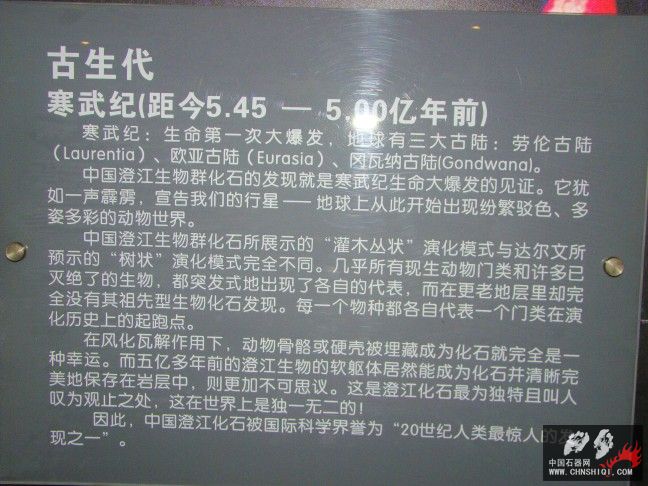 古生代
寒武纪(距今5.45 — 5.00亿年前)
寒武纪：生命第一次大爆发，地球有三大古陆：劳伦古陆
（Laurentia）、欧亚古陆（Eurasia）、冈瓦纳古陆(Gondwana)。
中国澄江生物群化石的发现就是寒武纪生命大爆发的见证。它犹
如一声霹雳，宣告我们的行星——地球上从此开始出现纷繁驳色、多
姿多彩的动物世界。
中国澄江生物群化石所展示的“灌木丛状”演化模式与达尔文所
预示的“树状”演化模式完全不同。几乎所有现生动物门类和许多已
灭绝了的生物，都突发式地出现了各自的代表，而在更老地层里却完
全没有其祖先型生物化石发现。每一个物种都各自代表一个门类在演
化历史上的起跑点。
在风化瓦解作用下，动物骨骼或硬壳被埋藏成为化石就完全是一
种幸运。而五亿多年前的澄江生物的软躯体居然能成为化石并清晰完
美地保存在岩层中，则更加不可思议。这是澄江化石最为独特且叫人
叹为观止之处，这在世界上是独一无二的！
因此，中国澄江化石被国际科学界誉为“20世纪人类最惊人的发
现之一”。
中国石器网
www.CHNSHIQI.COM